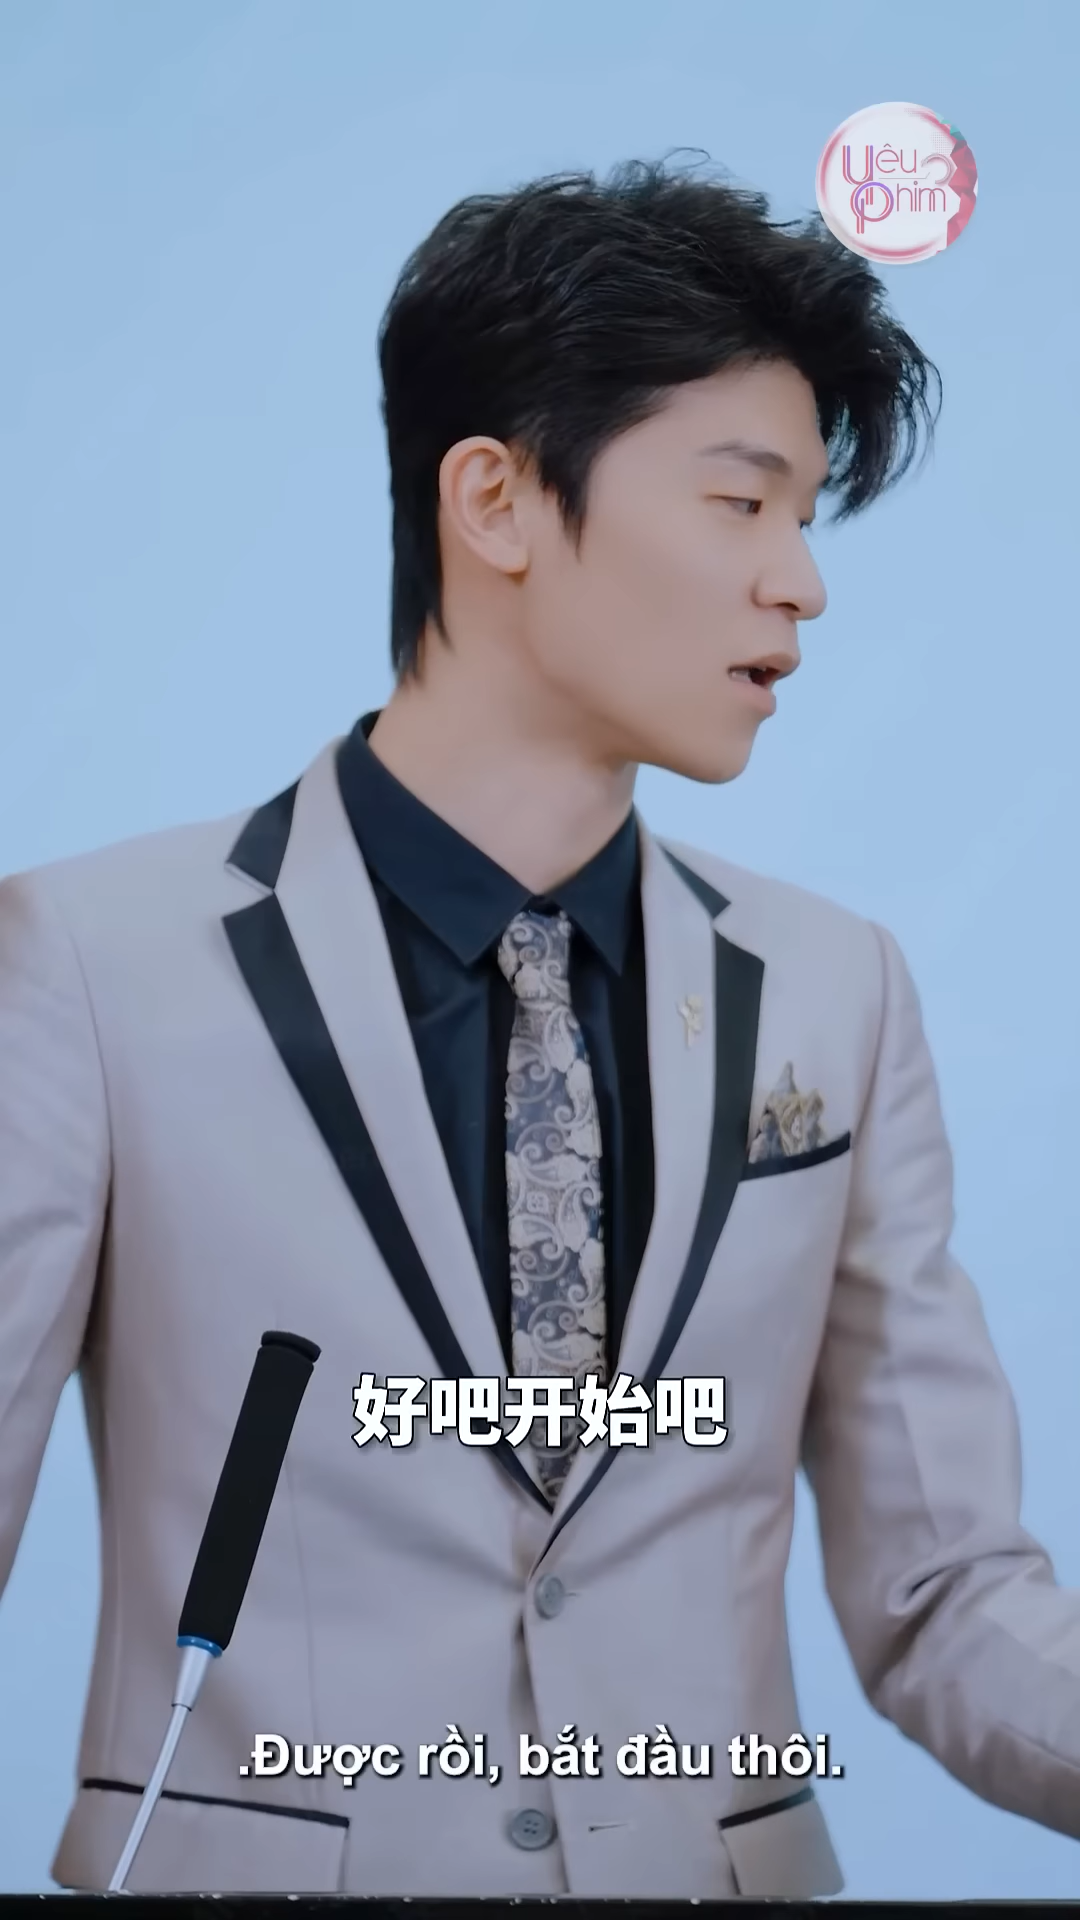 Yêu
Phim
好吧开始吧
.Được rồi, bắt đầu thôi.